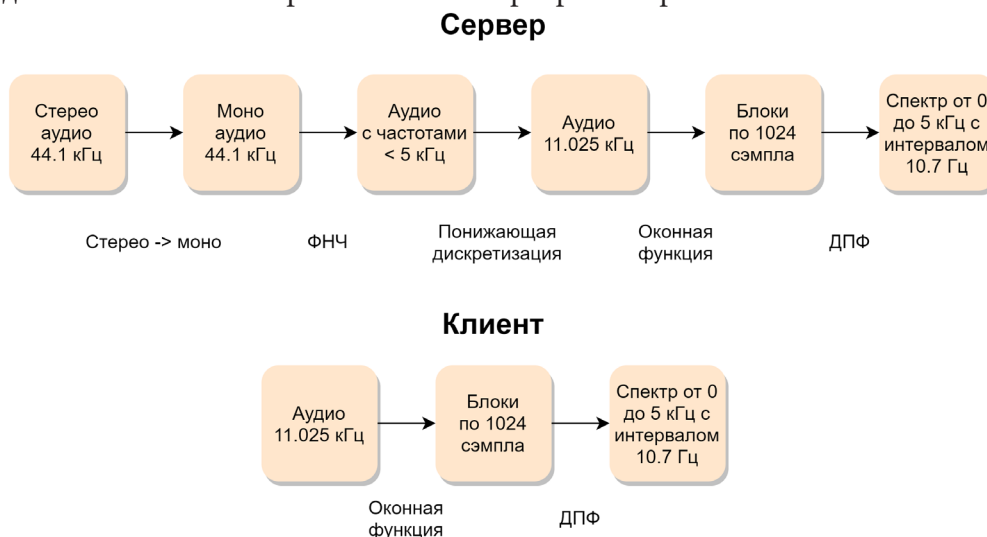 Сервер
Стерео
аудио
44.1 кГц
Моно
аудио
44.1 кГц
Аудио
с частотами
< 5 кГц
Аудио
11.025 кГц
Блоки
по 1024
сэмпла
Спектр от 0
до 5 кГц с
интервалом
10.7 Гц
Стерео -> моно
ФНЧ
Понижающая
дискретизация
Оконная
функция
ДПФ
Клиент
Аудио
11.025 кГц
Блоки
по 1024
сэмпла
Спектр от 0
до 5 кГц с
интервалом
10.7 Гц
Оконная
функция
ДПФ